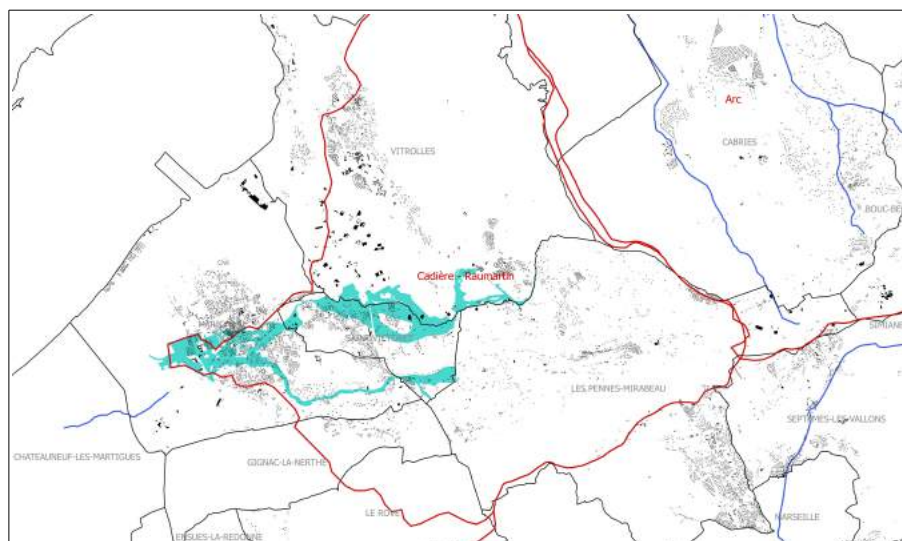 Arc
CABRIES
VITROLLES
BOUC-BE
Cadière - Raumartin
SIMIANE
LES PENNES-MIRABEAU
SEPTEMES-LES-VALLONS
CHATEAUNEUF-LES-MARTIGUES
GIGNAC-LA-NERTHE
LE ROVE
MARSEILLE
ENSUES-LA-REDONNE